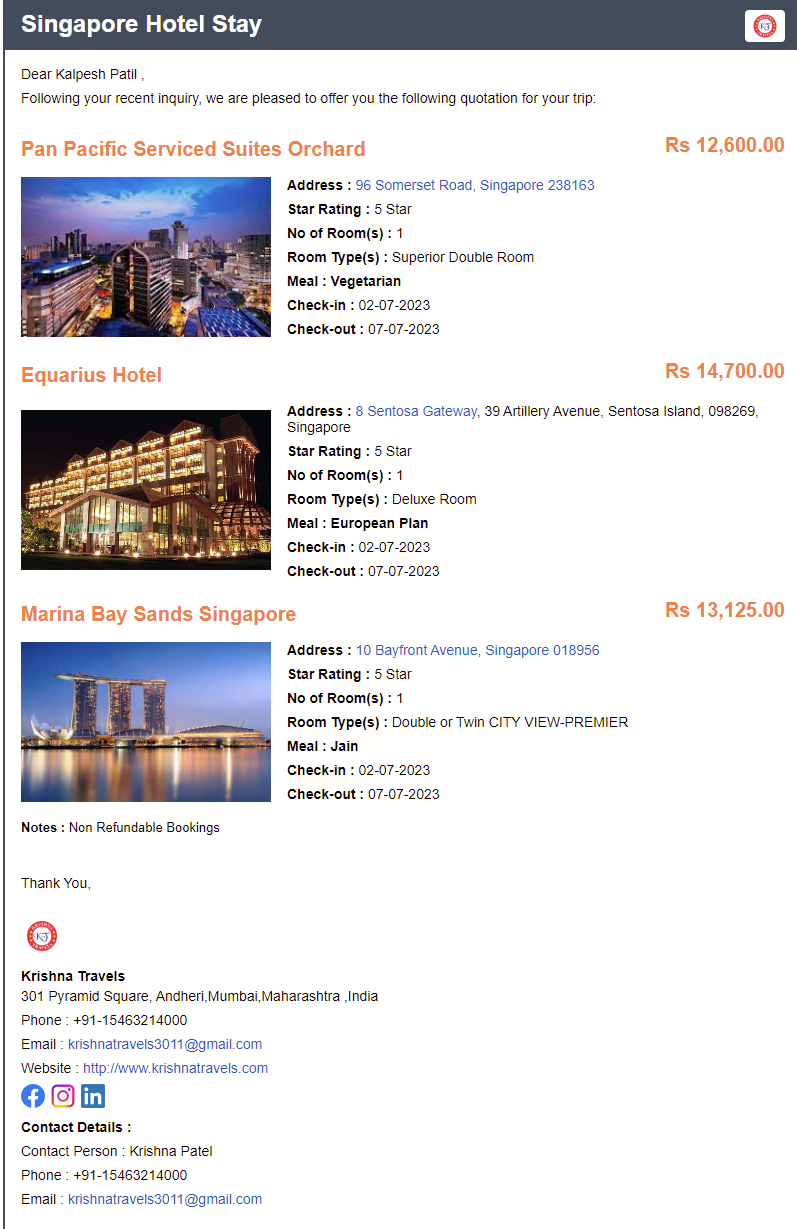 Singapore Hotel Stay
Dear Kalpesh Patil ,
Following your recent inquiry, we are pleased to offer you the following quotation for your trip:
Pan Pacific Serviced Suites Orchard
Rs 12,600.00
Address : 96 Somerset Road, Singapore 238163
Star Rating : 5 Star
No of Room(s) : 1
Room Type(s) : Superior Double Room
Meal : Vegetarian
Check-in : 02-07-2023
Check-out : 07-07-2023
Equarius Hotel
Rs 14,700.00
Address : 8 Sentosa Gateway, 39 Artillery Avenue, Sentosa Island, 098269,
Singapore
Star Rating : 5 Star
No of Room(s) : 1
Room Type(s) : Deluxe Room
Meal : European Plan
Check-in : 02-07-2023
Check-out : 07-07-2023
Marina Bay Sands Singapore
Rs 13,125.00
Address : 10 Bayfront Avenue, Singapore 018956
Star Rating : 5 Star
No of Room(s) : 1
Room Type(s) : Double or Twin CITY VIEW-PREMIER
Meal : Jain
Check-in : 02-07-2023
Check-out : 07-07-2023
Notes : Non Refundable Bookings
Thank You,
Krishna Travels
301 Pyramid Square, Andheri,Mumbai,Maharashtra ,India
Phone : +91-15463214000
Email : krishnatravels3011@gmail.com
Website : http://www.krishnatravels.com
Contact Details :
Contact Person : Krishna Patel
Phone : +91-15463214000
Email : krishnatravels3011@gmail.com